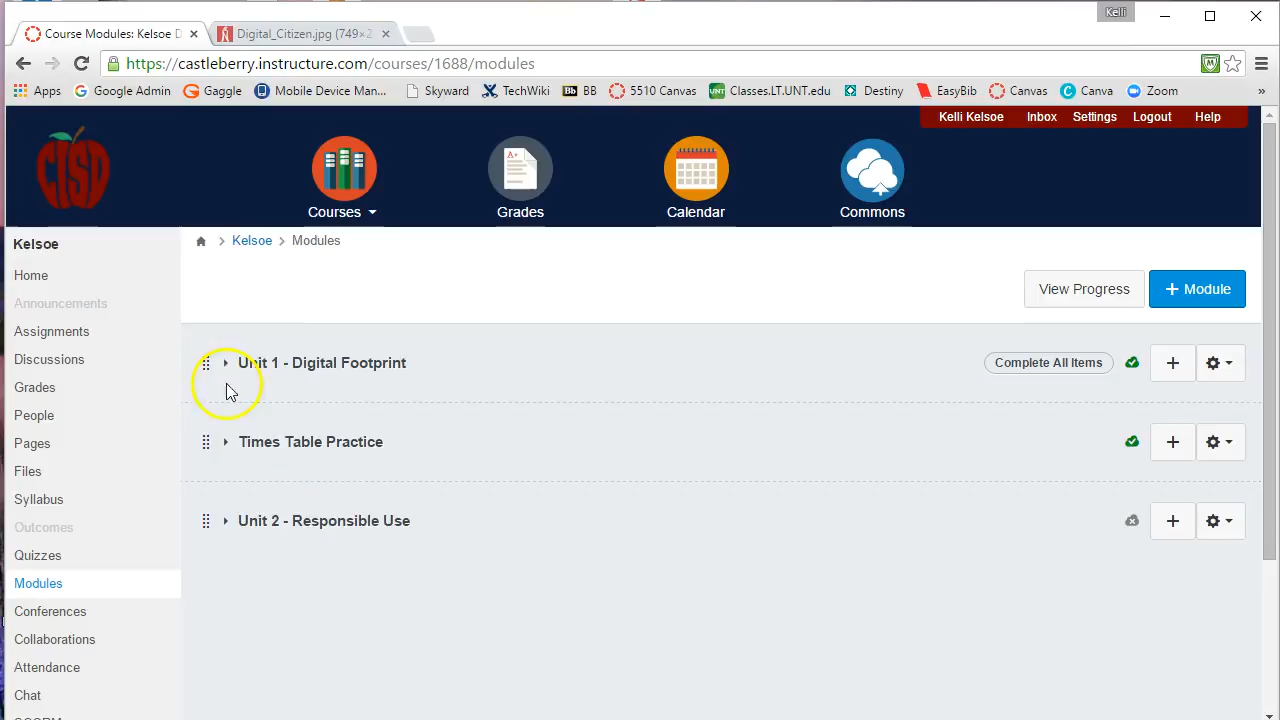 Kelli
Course Modules: Kelsoe D
Digital_Citizen.jpg (749×2
https://castleberry.instructure.com/courses/1688/modules
Apps Google Admin Gaggle Mobile Device Mon... Skyward TechWiki Bb BB 5510 Canvas UNT Classes.LT.UNT.edu Destiny EasyBib Canvas Canva Zoom »
Kelli Kelsoe Inbox Settings Logout Help
CISD
A+
Courses Grades Calendar Commons
Kelsoe
Kelsoe > Modules
Home
Announcements
View Progress + Module
Assignments
Discussions
Unit 1 - Digital Footprint Complete All Items
Grades
People
Pages
Times Table Practice
Files
Syllabus
Outcomes
Unit 2 - Responsible Use
Quizzes
Modules
Conferences
Collaborations
Attendance
Chat